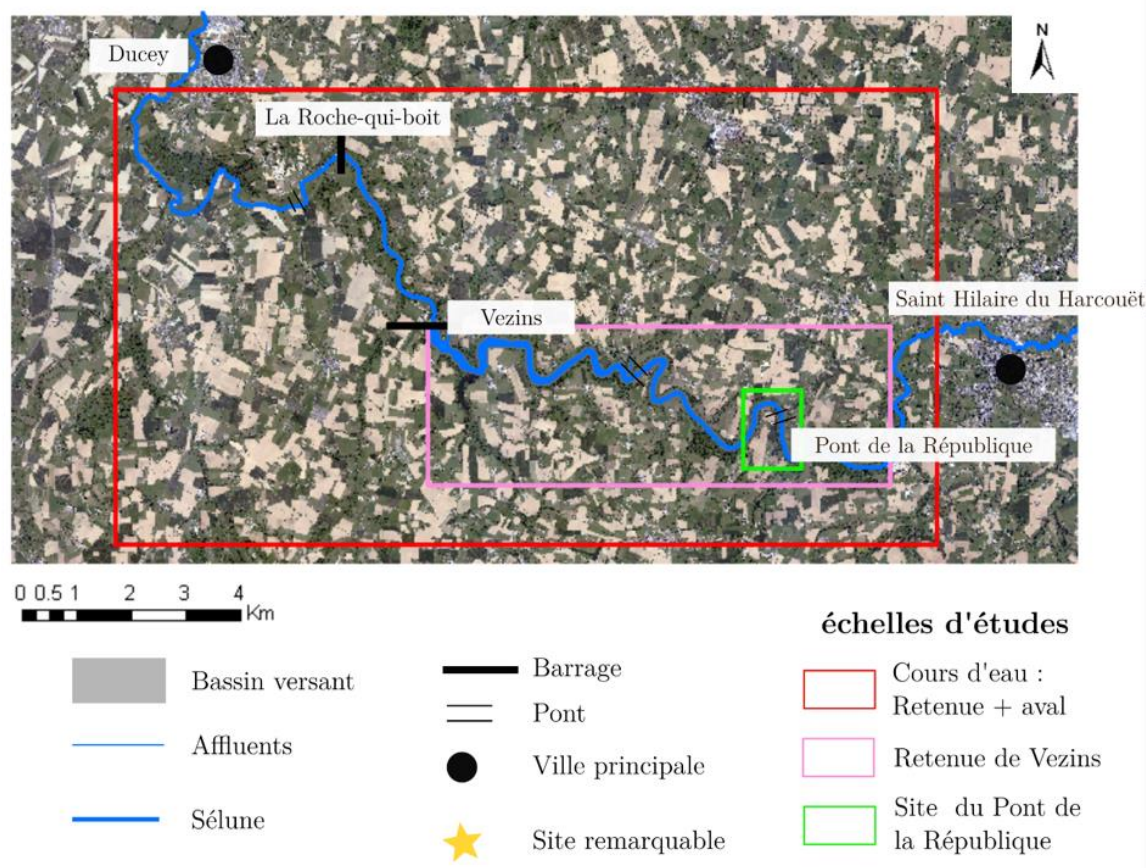 N
Ducey
La Roche-qui-boit
Saint Hilaire du Harcouët
Vezins
Pont de la République
0 0.5 1 2 3 4
Km
échelles d'études
Bassin versant
Affluents
Sélune
Barrage
Pont
Ville principale
Site remarquable
Cours d'eau :
Retenue + aval
Retenue de Vezins
Site du Pont de
la République